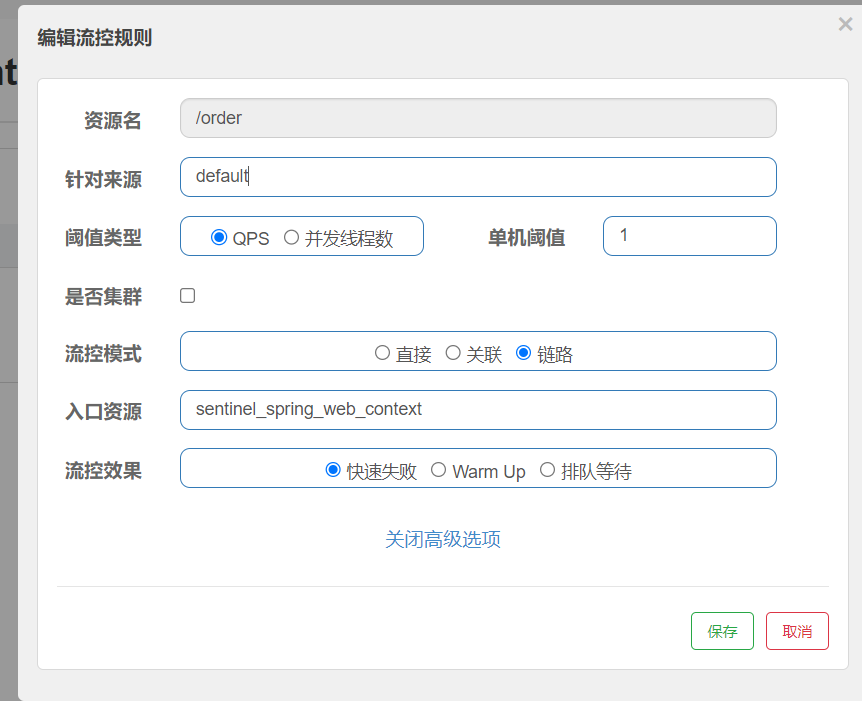 编辑流控规则 ×
t
资源名 /order
针对来源 default
阈值类型 QPS 并发线程数 单机阈值 1
是否集群
流控模式 直接 关联 链路
入口资源 sentinel_spring_web_context
流控效果 快速失败 Warm Up 排队等待
关闭高级选项
保存 取消